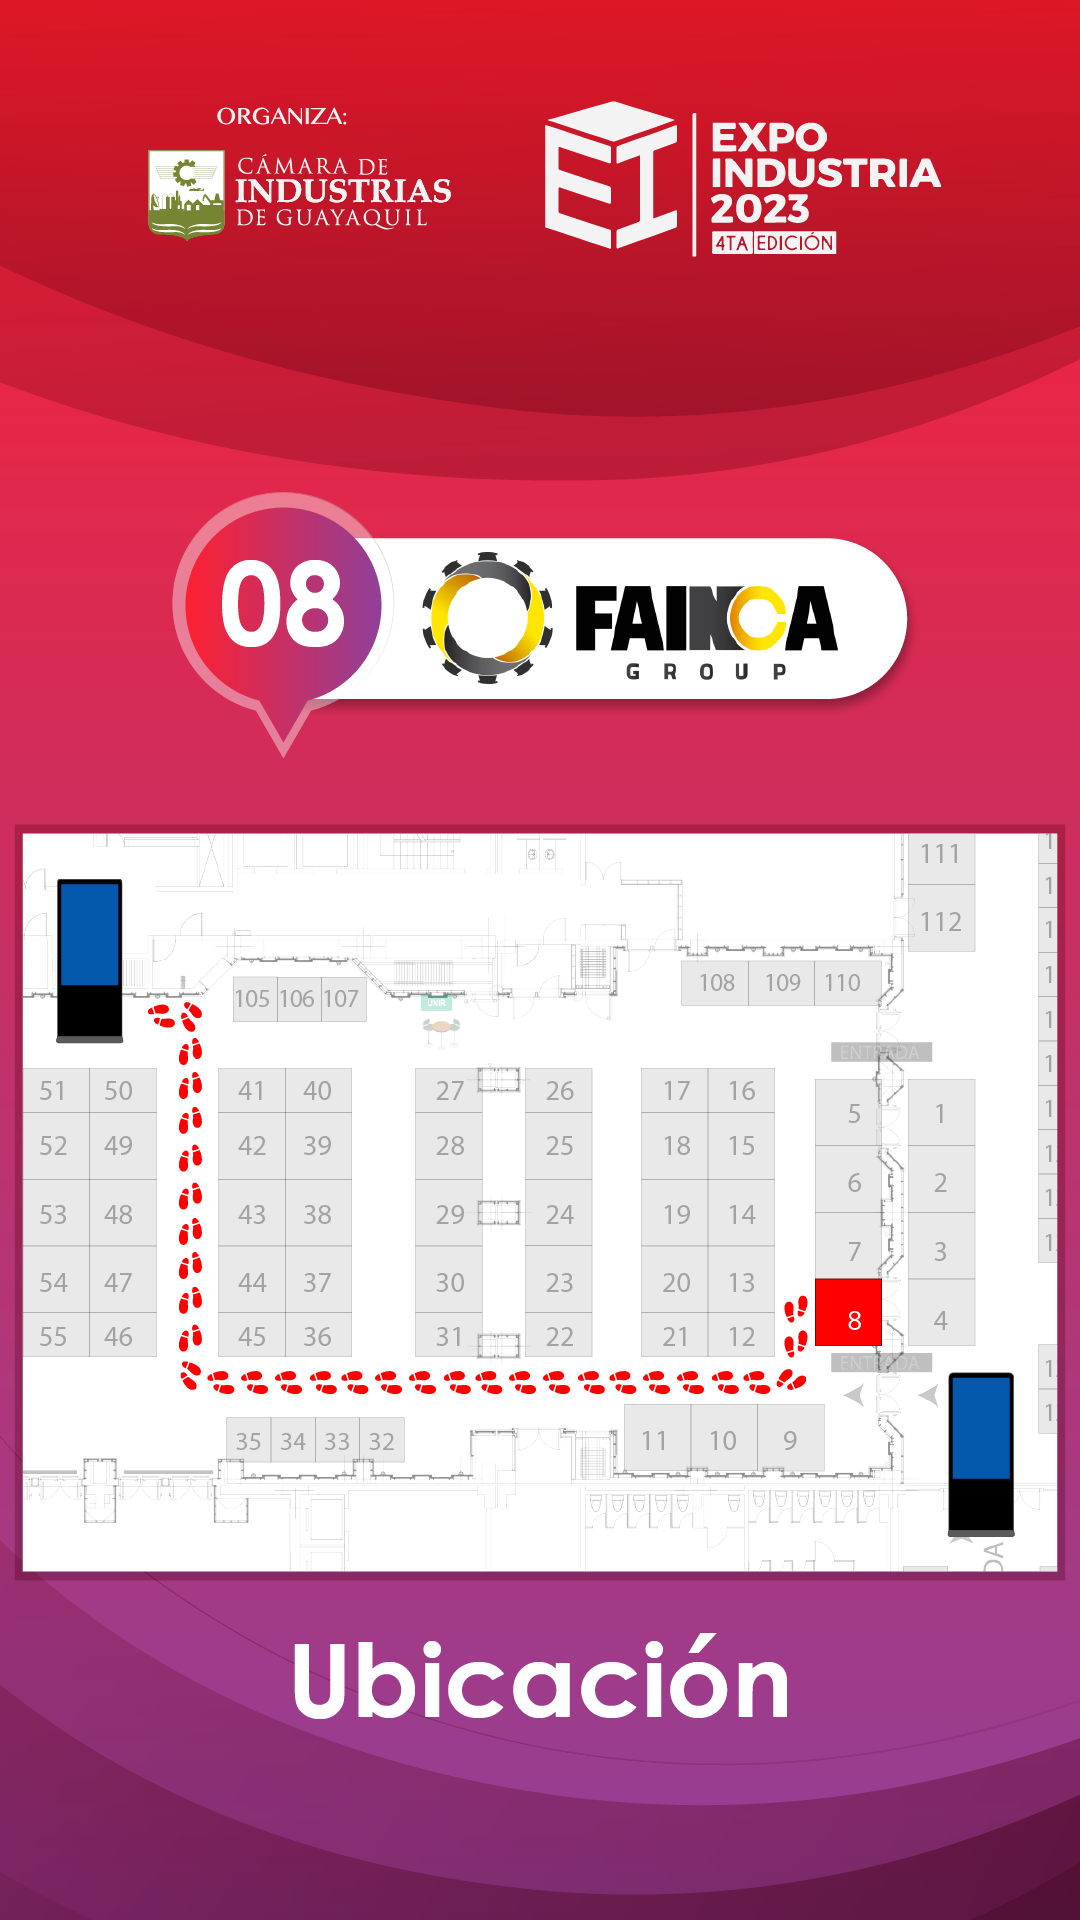 ORGANIZA:
CÁMARA DE
INDUSTRIAS
DE GUAYAQUIL
EXPO
INDUSTRIA
2023
4TA EDICIÓN
08
FAINCA
GROUP
111
112
108 109 110
105 106 107
UNIR
ENTRADA
51 50 41 40 27 26 17 16 5 1
52 49 42 39 28 25 18 15 6 2
53 48 43 38 29 24 19 14 7 3
54 47 44 37 30 23 20 13 8 4
55 46 45 36 31 22 21 12
ENTRADA
35 34 33 32 11 10 9
Ubicación